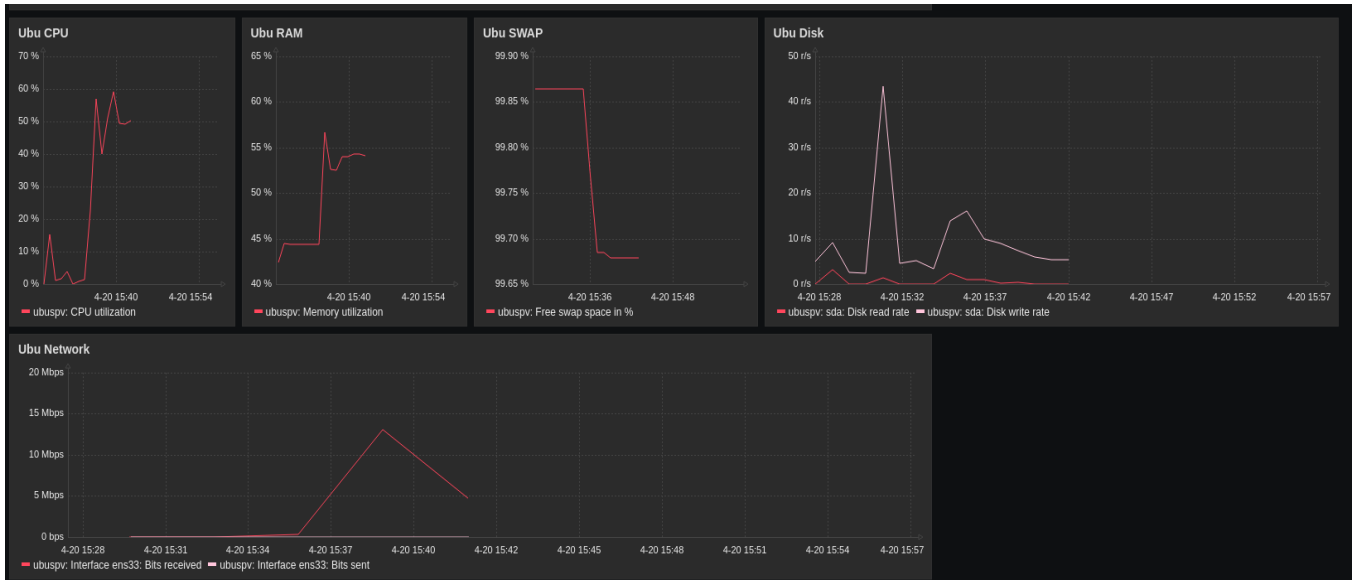 Ubu CPU
70 %
60 %
50 %
40 %
30 %
20 %
10 %
0 %
4-20 15:40 4-20 15:54
ubuspv: CPU utilization
Ubu RAM
65 %
60 %
55 %
50 %
45 %
40 %
4-20 15:40 4-20 15:54
ubuspv: Memory utilization
Ubu SWAP
99.90 %
99.85 %
99.80 %
99.75 %
99.70 %
99.65 %
4-20 15:36 4-20 15:48
ubuspv: Free swap space in %
Ubu Disk
50 r/s
40 r/s
30 r/s
20 r/s
10 r/s
0 r/s
4-20 15:28 4-20 15:32 4-20 15:37 4-20 15:42 4-20 15:47 4-20 15:52 4-20 15:57
ubuspv: sda: Disk read rate ubuspv: sda: Disk write rate
Ubu Network
20 Mbps
15 Mbps
10 Mbps
5 Mbps
0 bps
4-20 15:28 4-20 15:31 4-20 15:34 4-20 15:37 4-20 15:40 4-20 15:42 4-20 15:45 4-20 15:48 4-20 15:51 4-20 15:54 4-20 15:57
ubuspv: Interface ens33: Bits received ubuspv: Interface ens33: Bits sent